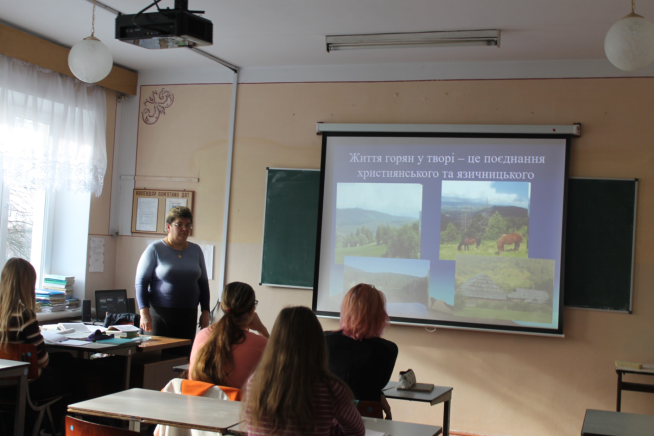 Життя горян у творі – це поєднання
християнського та язичницького